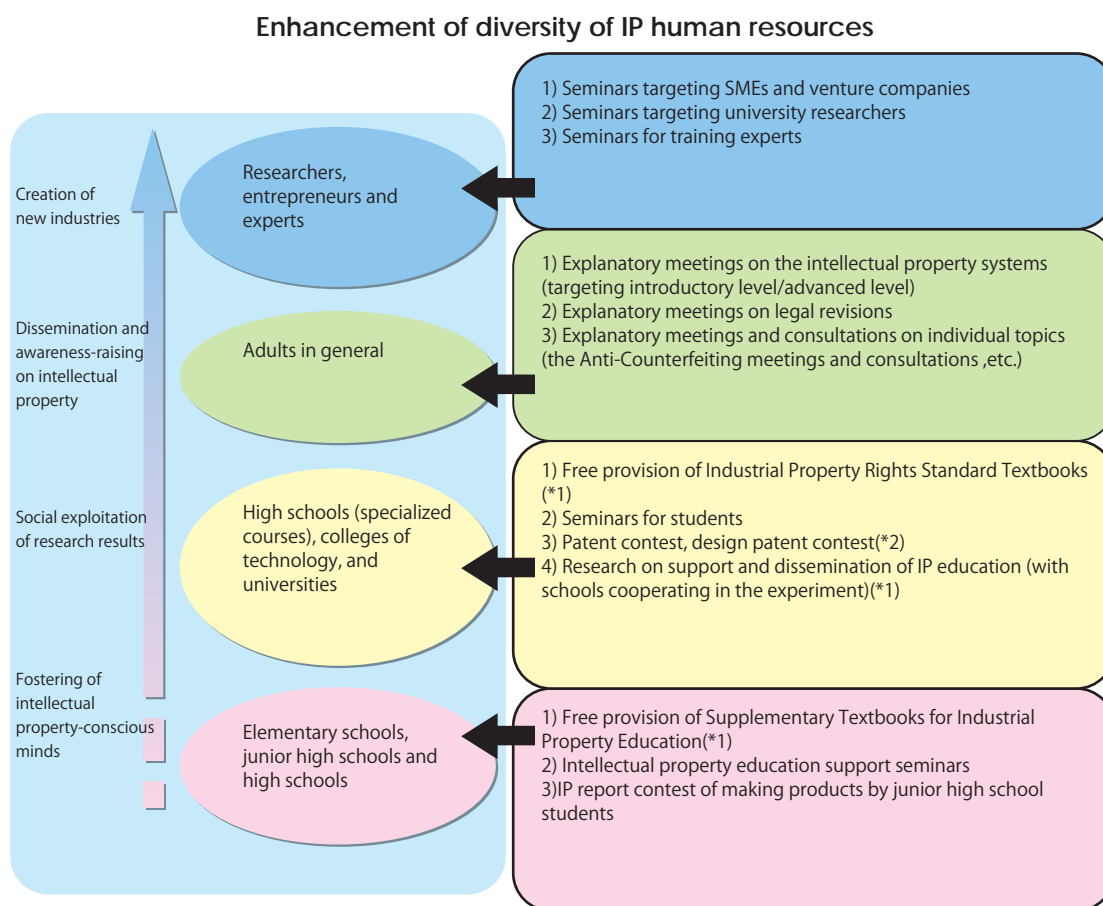 Enhancement of diversity of IP human resources
Creation of
new industries
Researchers,
entrepreneurs and
experts
1) Seminars targeting SMEs and venture companies
2) Seminars targeting university researchers
3) Seminars for training experts
Dissemination and
awareness-raising
on intellectual
property
Adults in general
1) Explanatory meetings on the intellectual property systems
(targeting introductory level/advanced level)
2) Explanatory meetings on legal revisions
3) Explanatory meetings and consultations on individual topics
(the Anti-Counterfeiting meetings and consultations ,etc.)
Social exploitation
of research results
High schools (specialized
courses), colleges of
technology, and
universities
1) Free provision of Industrial Property Rights Standard Textbooks
(*1)
2) Seminars for students
3) Patent contest, design patent contest(*2)
4) Research on support and dissemination of IP education (with
schools cooperating in the experiment)(*1)
Fostering of
intellectual
property-conscious
minds
Elementary schools,
junior high schools and
high schools
1) Free provision of Supplementary Textbooks for Industrial
Property Education(*1)
2) Intellectual property education support seminars
3)IP report contest of making products by junior high school
students